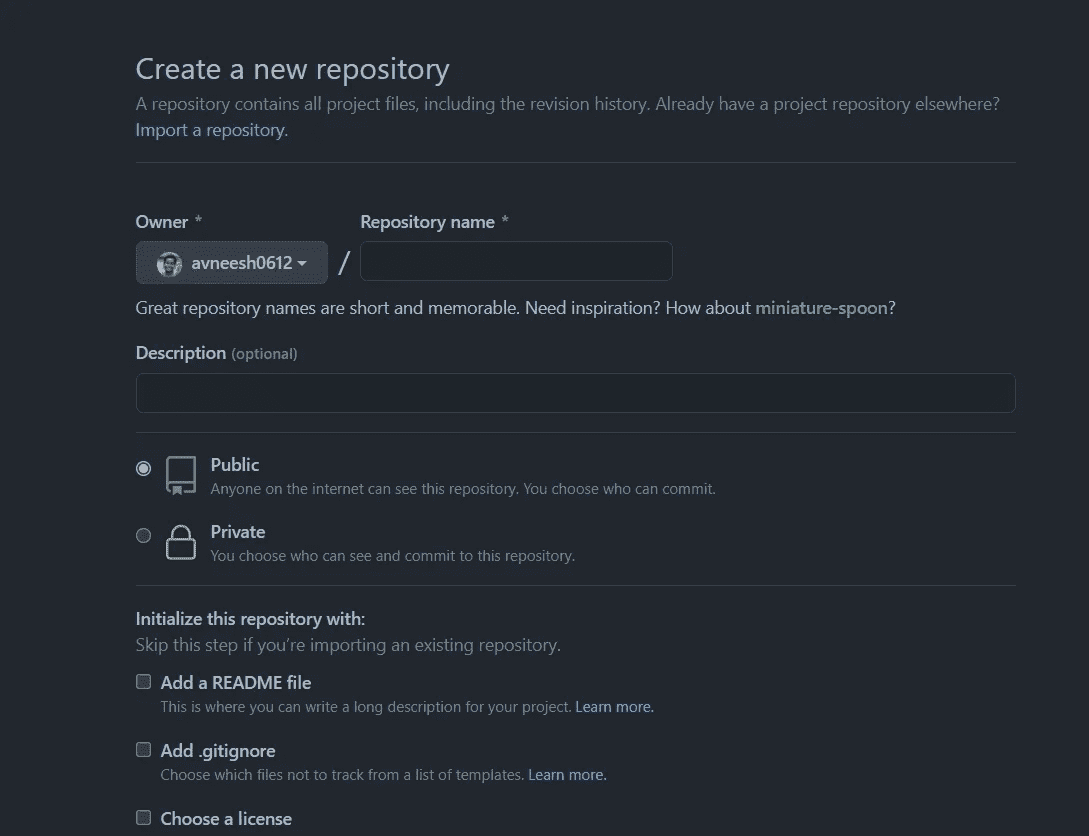 Create a new repository
A repository contains all project files, including the revision history. Already have a project repository elsewhere?
Import a repository.
Owner *
Repository name *
avneesh0612 /
Great repository names are short and memorable. Need inspiration? How about miniature-spoon?
Description (optional)
Public
Anyone on the internet can see this repository. You choose who can commit.
Private
You choose who can see and commit to this repository.
Initialize this repository with:
Skip this step if you’re importing an existing repository.
Add a README file
This is where you can write a long description for your project. Learn more.
Add .gitignore
Choose which files not to track from a list of templates. Learn more.
Choose a license